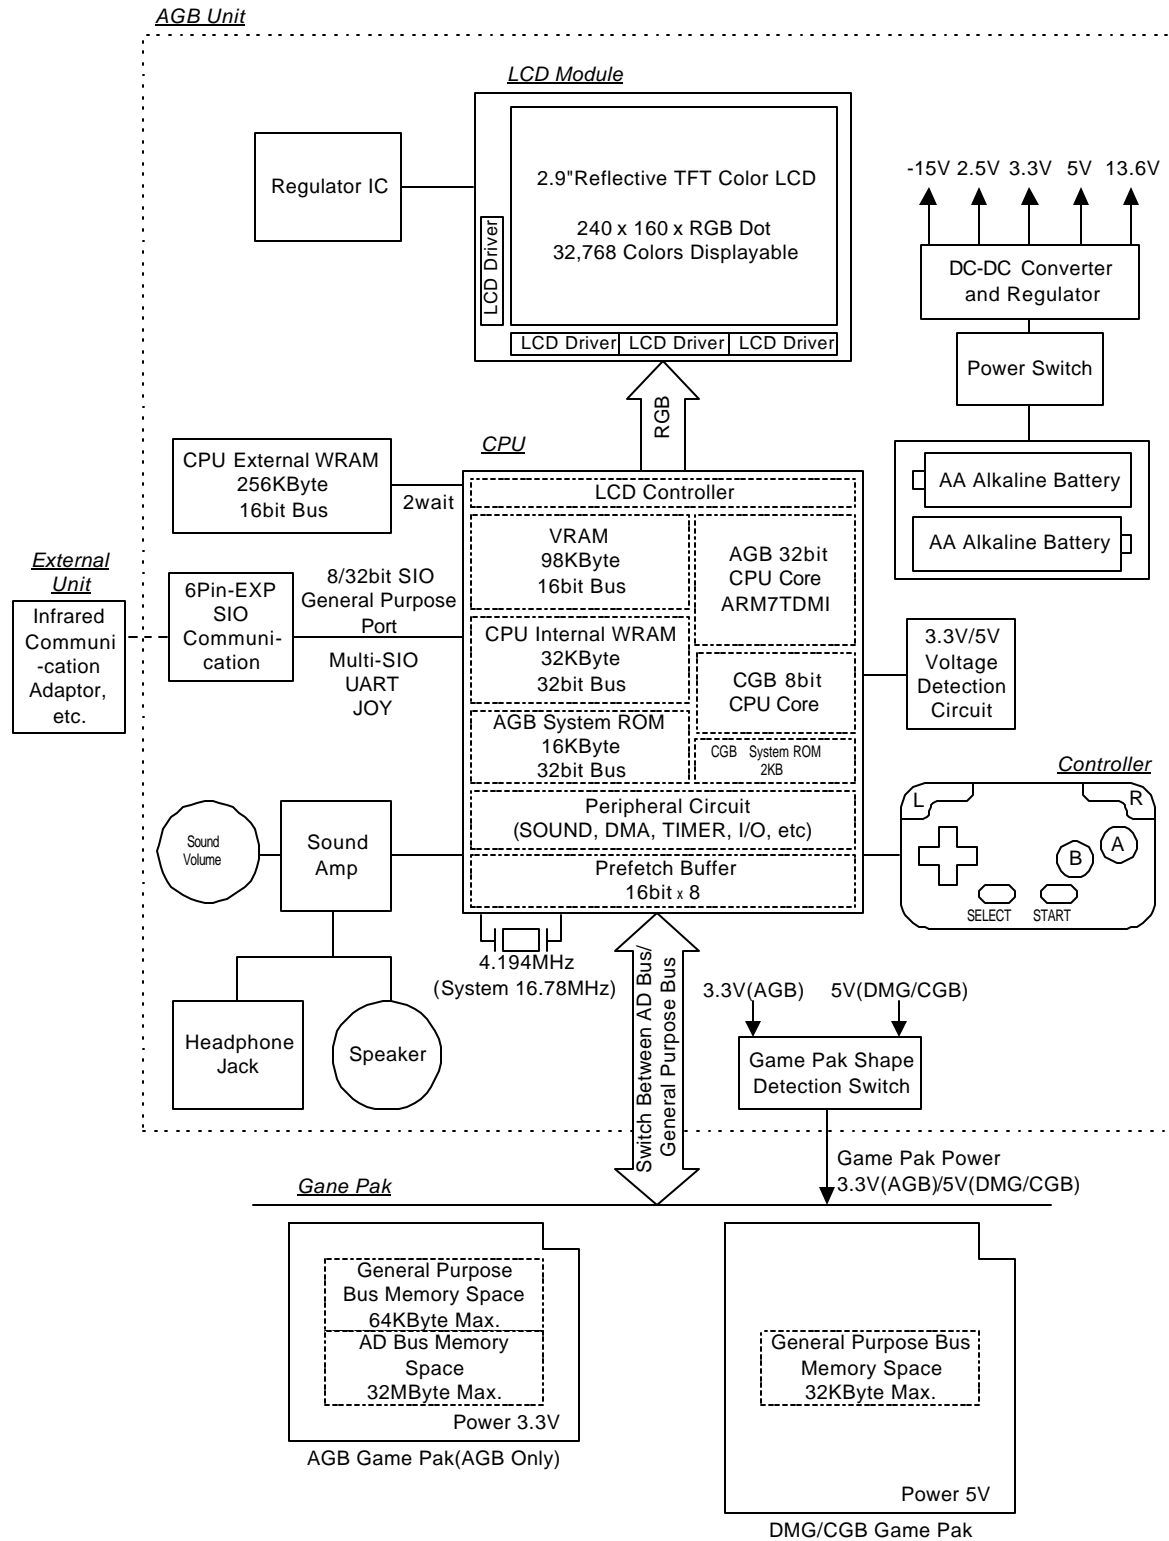 AGB Unit
LCD Module
Regulator IC
2.9"Reflective TFT Color LCD
240 x 160 x RGB Dot
32,768 Colors Displayable
LCD Driver
LCD Driver
LCD Driver
LCD Driver
-15V 2.5V 3.3V 5V 13.6V
DC-DC Converter
and Regulator
Power Switch
AA Alkaline Battery
AA Alkaline Battery
RGB
CPU
CPU External WRAM
256KByte
16bit Bus
2wait
LCD Controller
VRAM
98KByte
16bit Bus
AGB 32bit
CPU Core
ARM7TDMI
External
Unit
Infrared
Communi
-cation
Adaptor,
etc.
6Pin-EXP
SIO
Communi-
cation
8/32bit SIO
General Purpose
Port
Multi-SIO
UART
JOY
CPU Internal WRAM
32KByte
32bit Bus
CGB 8bit
CPU Core
3.3V/5V
Voltage
Detection
Circuit
AGB System ROM
16KByte
32bit Bus
CGB System ROM
2KB
Controller
L
R
A
B
SELECT
START
Peripheral Circuit
(SOUND, DMA, TIMER, I/O, etc)
Prefetch Buffer
16bit x 8
Sound
Volume
Sound
Amp
4.194MHz
(System 16.78MHz)
Headphone
Jack
Speaker
Switch Between AD Bus/
General Purpose Bus
3.3V(AGB)
5V(DMG/CGB)
Game Pak Shape
Detection Switch
Game Pak Power
3.3V(AGB)/5V(DMG/CGB)
Gane Pak
General Purpose
Bus Memory Space
64KByte Max.
AD Bus Memory
Space
32MByte Max.
Power 3.3V
AGB Game Pak(AGB Only)
General Purpose Bus
Memory Space
32KByte Max.
Power 5V
DMG/CGB Game Pak